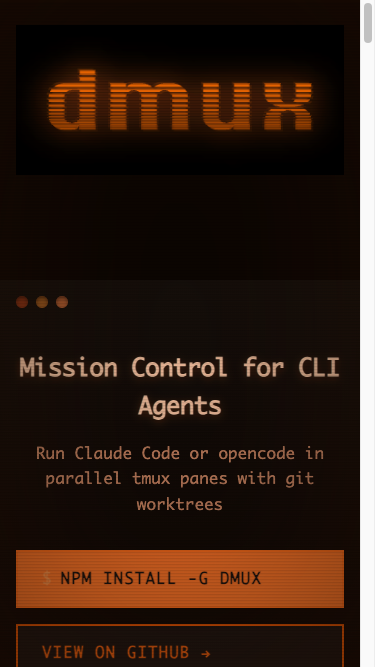 dmux
Mission Control for CLI
Agents
Run Claude Code or opencode in
parallel tmux panes with git
worktrees
$ NPM INSTALL -G DMUX
VIEW ON GITHUB →